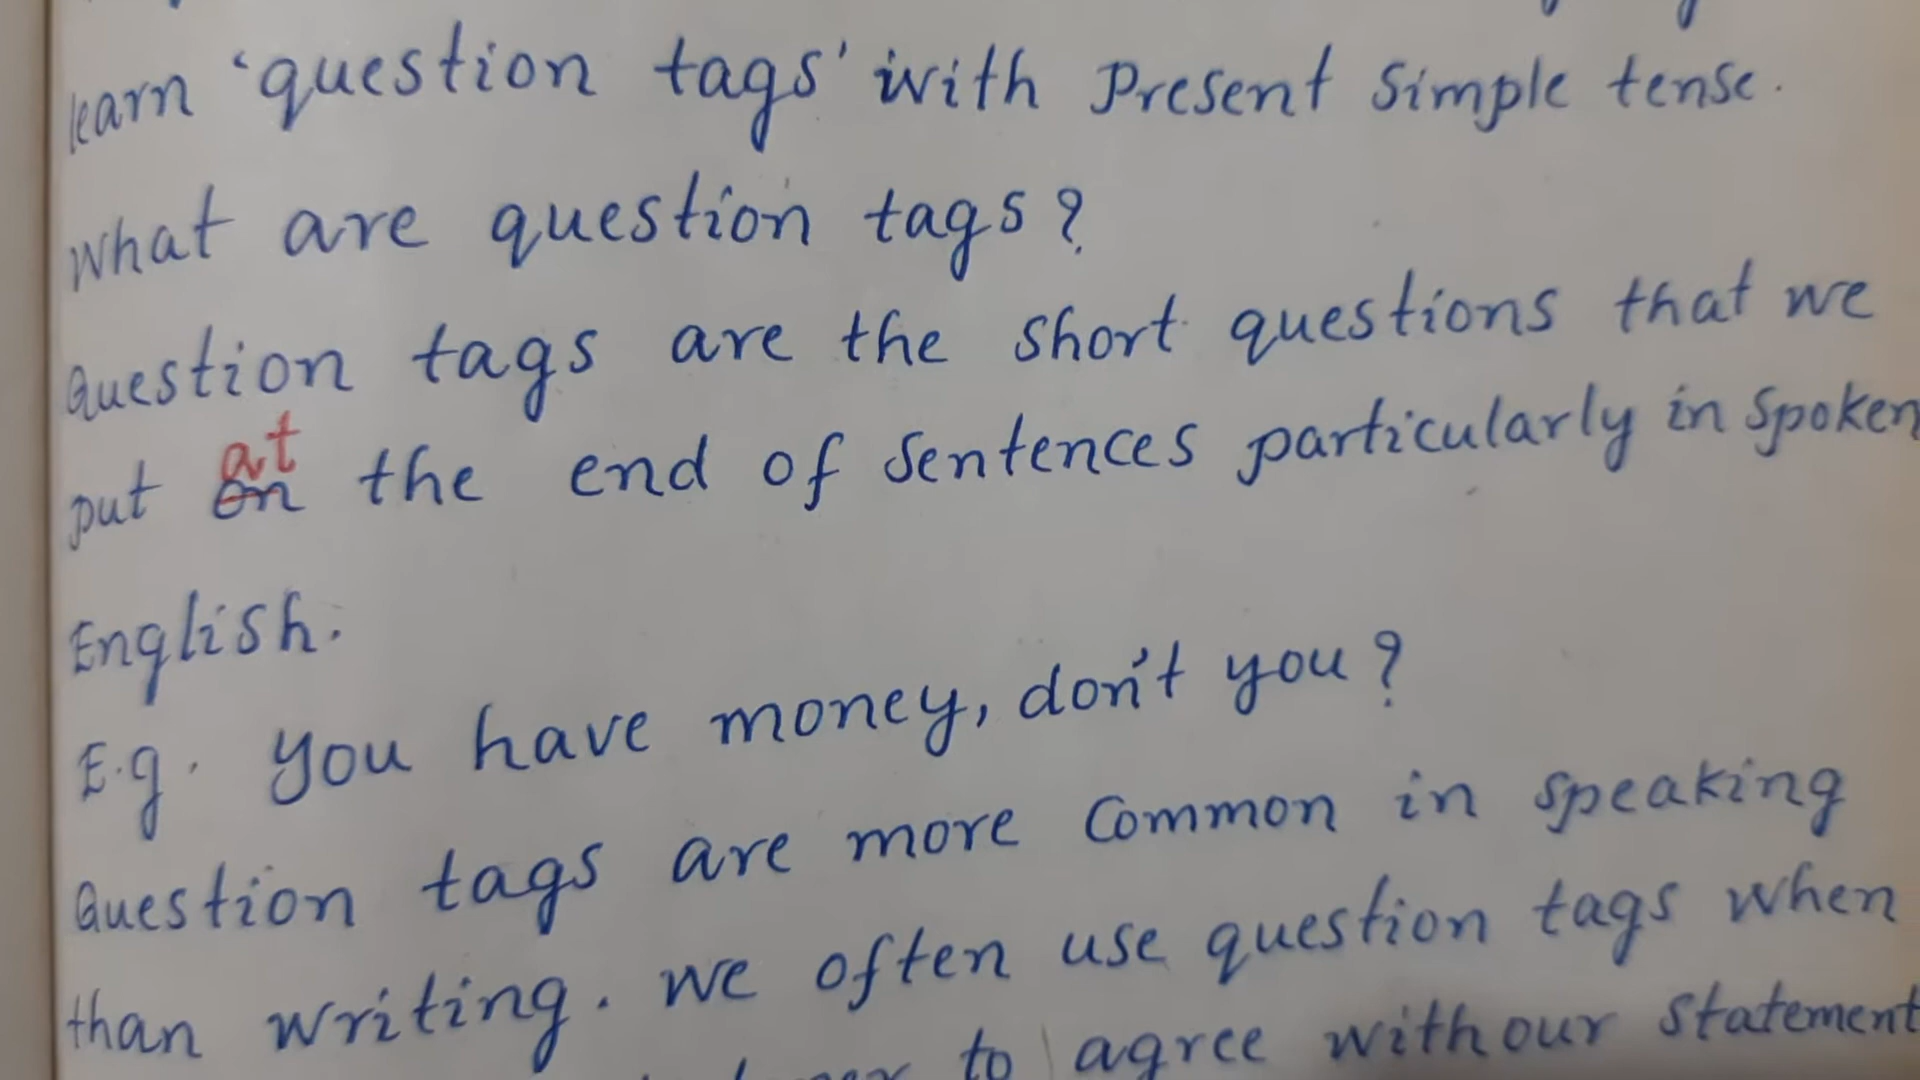 learn 'question tags' with Present Simple tense.
What are question tags?
Question tags are the short questions that we
at
put on the end of sentences particularly in spoken
English.
E.g. you have money, don't you?
Question tags are more common in speaking
than writing. we often use question tags when
to agree with our statement